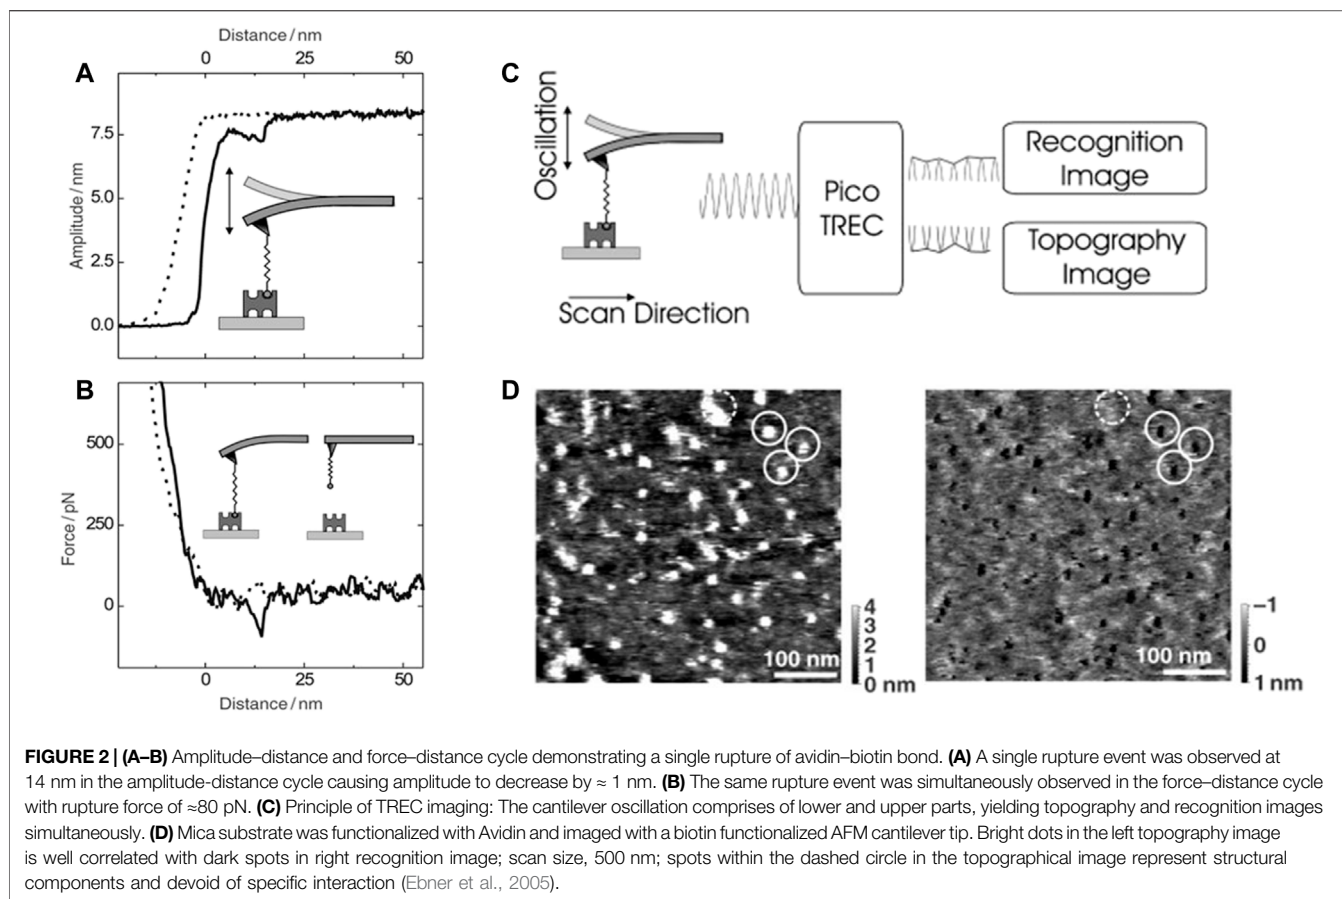 Distance / nm
0 25 50
A
7.5
5.0
2.5
0.0
Amplitude / nm
B
500
250
0
Force / pN
0 25 50
Distance / nm
C
Oscillation
Scan Direction
Pico
TREC
Recognition
Image
Topography
Image
D
100 nm
4
3
2
1
0 nm
100 nm
−1
0
1 nm
FIGURE 2 | (A–B) Amplitude–distance and force–distance cycle demonstrating a single rupture of avidin–biotin bond. (A) A single rupture event was observed at
14 nm in the amplitude-distance cycle causing amplitude to decrease by ≈ 1 nm. (B) The same rupture event was simultaneously observed in the force–distance cycle
with rupture force of ≈80 pN. (C) Principle of TREC imaging: The cantilever oscillation comprises of lower and upper parts, yielding topography and recognition images
simultaneously. (D) Mica substrate was functionalized with Avidin and imaged with a biotin functionalized AFM cantilever tip. Bright dots in the left topography image
is well correlated with dark spots in right recognition image; scan size, 500 nm; spots within the dashed circle in the topographical image represent structural
components and devoid of specific interaction (Ebner et al., 2005).